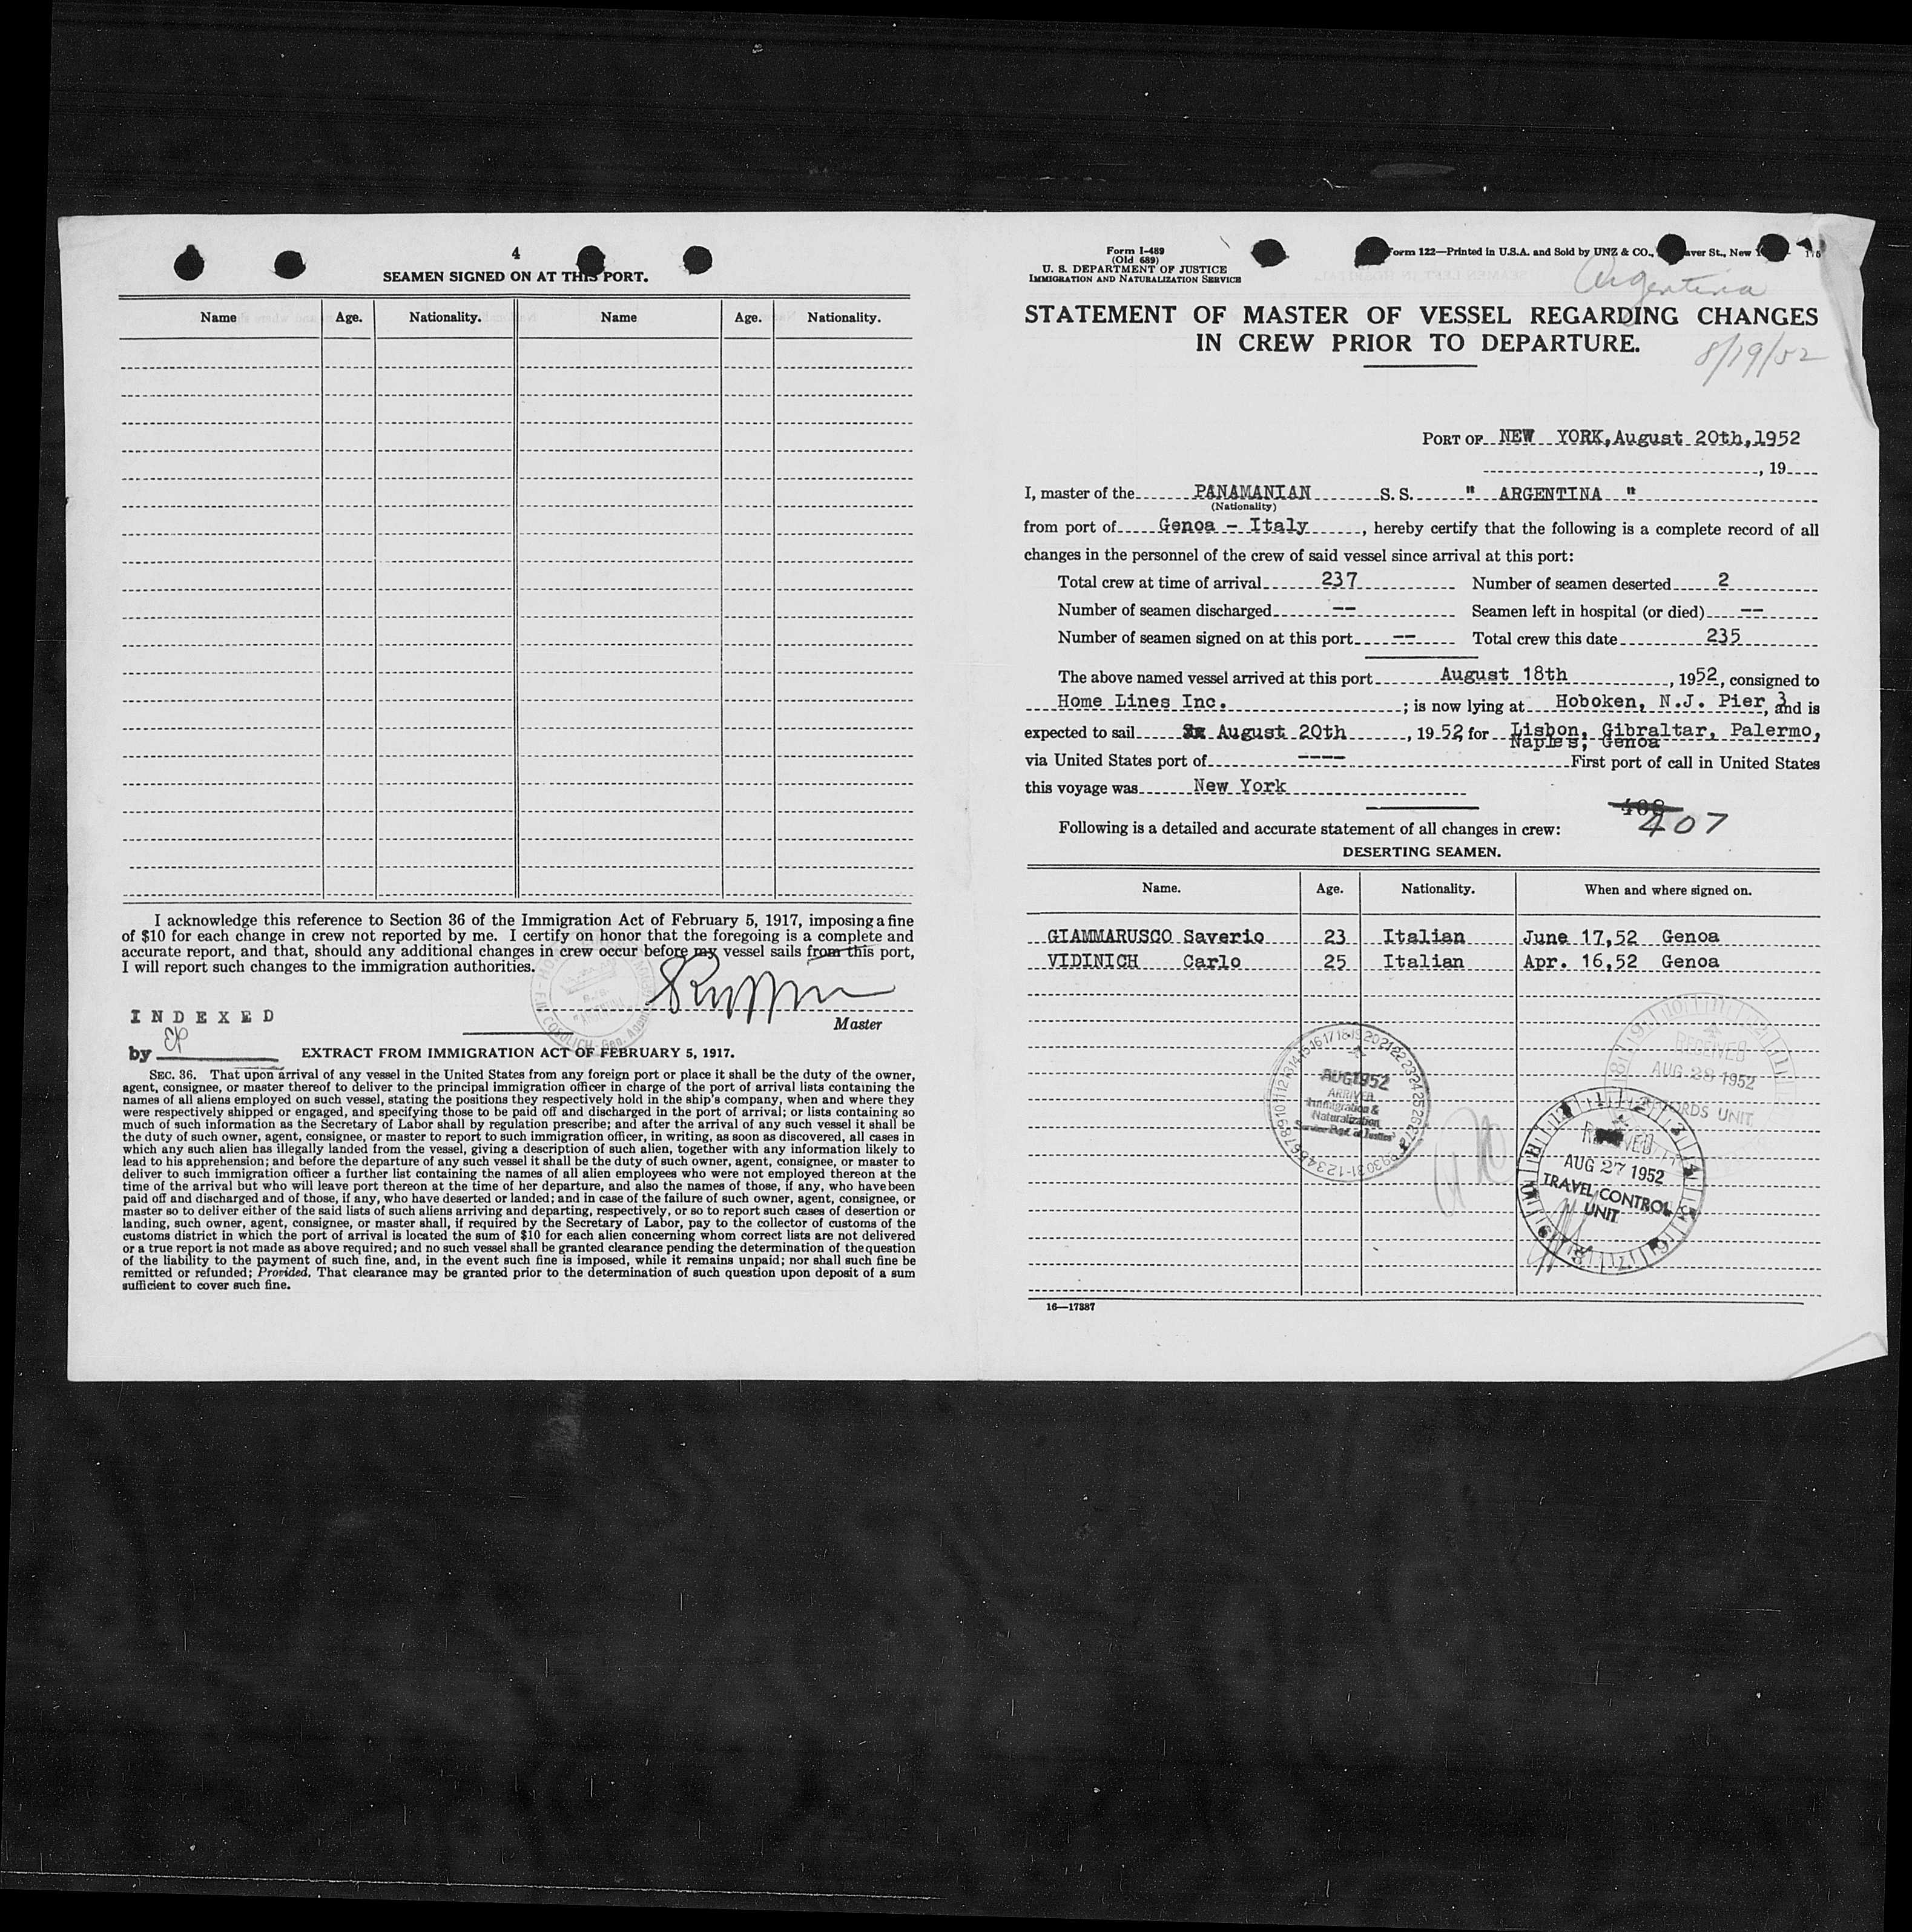 4
SEAMEN SIGNED ON AT THIS PORT.
Name Age. Nationality. Name Age. Nationality.
I acknowledge this reference to Section 36 of the Immigration Act of February 5, 1917, imposing a fine
of $10 for each change in crew not reported by me. I certify on honor that the foregoing is a complete and
accurate report, and that, should any additional changes in crew occur before my vessel sails from this port,
I will report such changes to the immigration authorities.
Master
INDEXED
by
EXTRACT FROM IMMIGRATION ACT OF FEBRUARY 5, 1917.
SEC. 36. That upon arrival of any vessel in the United States from any foreign port or place it shall be the duty of the owner,
agent, consignee, or master thereof to deliver to the principal immigration officer in charge of the port of arrival lists containing the
names of all aliens employed on such vessel, stating the positions they respectively hold in the ship's company, when and where they
were respectively shipped or engaged, and specifying those to be paid off and discharged in the port of arrival; or lists containing so
much of such information as the Secretary of Labor shall by regulation prescribe; and after the arrival of any such vessel it shall be
the duty of such owner, agent, consignee, or master to report to such immigration officer, in writing, as soon as discovered, all cases in
which any such alien has illegally landed from the vessel, giving a description of such alien, together with any information likely to
lead to his apprehension; and before the departure of any such vessel it shall be the duty of such owner, agent, consignee, or master to
deliver to such immigration officer a further list containing the names of all alien employees who were not employed thereon at the
time of the arrival but who will leave port thereon at the time of her departure, and also the names of those, if any, who have been
paid off and discharged and of those, if any, who have deserted or landed; and in case of the failure of such owner, agent, consignee, or
master so to deliver either of the said lists of such aliens arriving and departing, respectively, or so to report such cases of desertion or
landing, such owner, agent, consignee, or master shall, if required by the Secretary of Labor, pay to the collector of customs of the
customs district in which the port of arrival is located the sum of $10 for each alien concerning whom correct lists are not delivered
or a true report is not made as above required; and no such vessel shall be granted clearance pending the determination of the question
of the liability to the payment of such fine, and, in the event such fine is imposed, while it remains unpaid; nor shall such fine be
remitted or refunded; Provided, That clearance may be granted prior to the determination of such question upon deposit of a sum
sufficient to cover such fine.
Form I-489
(Old 689)
U. S. DEPARTMENT OF JUSTICE
IMMIGRATION AND NATURALIZATION SERVICE
Form 122—Printed in U.S.A. and Sold by UNZ & CO., St., New
Argentina
STATEMENT OF MASTER OF VESSEL REGARDING CHANGES
IN CREW PRIOR TO DEPARTURE.
8/19/52
PORT OF NEW YORK, August 20th, 1952
, 19
I, master of the PANAMANIAN S.S. " ARGENTINA "
(Nationality)
from port of Genoa - Italy, hereby certify that the following is a complete record of all
changes in the personnel of the crew of said vessel since arrival at this port:
Total crew at time of arrival 237 Number of seamen deserted 2
Number of seamen discharged -- Seamen left in hospital (or died) --
Number of seamen signed on at this port -- Total crew this date 235
The above named vessel arrived at this port August 18th, 1952, consigned to
Home Lines Inc. ; is now lying at Hoboken, N.J. Pier 3, and is
expected to sail August 20th, 1952 for Lisbon, Gibraltar, Palermo,
Naples, Genoa
via United States port of ---- First port of call in United States
this voyage was New York
407
Following is a detailed and accurate statement of all changes in crew:
DESERTING SEAMEN.
Name. Age. Nationality. When and where signed on.
GIAMMARUSCO Saverio 23 Italian June 17,52 Genoa
VIDINICH Carlo 25 Italian Apr. 16,52 Genoa
RECEIVED
AUG 28 1952
RECORDS UNIT
AUG 1952
ARRIVED
Immigration &
Naturalization
Service Dept. of Justice
RECEIVED
AUG 27 1952
TRAVEL CONTROL
UNIT
16—17387